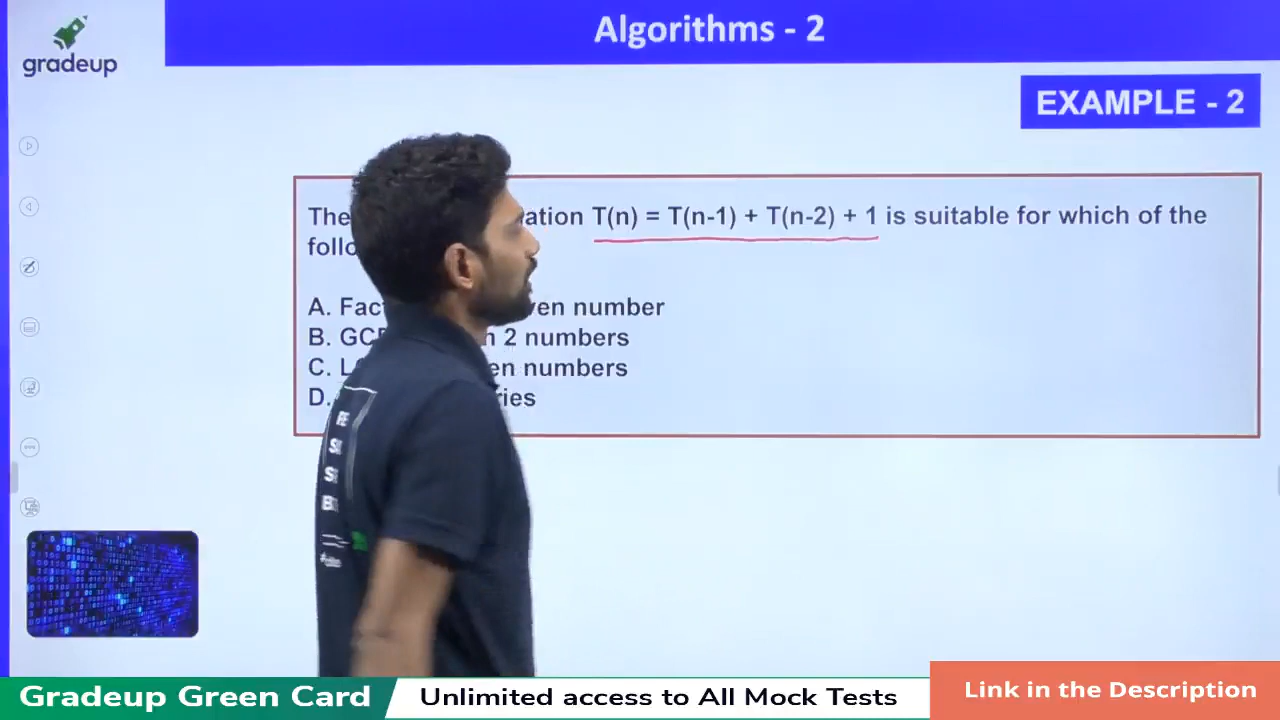 Algorithms - 2
gradeup
EXAMPLE - 2
The ation T(n) = T(n-1) + T(n-2) + 1 is suitable for which of the
follo
A. Fac ven number
B. GC n 2 numbers
C. L en numbers
D. ries
Gradeup Green Card
Unlimited access to All Mock Tests
Link in the Description